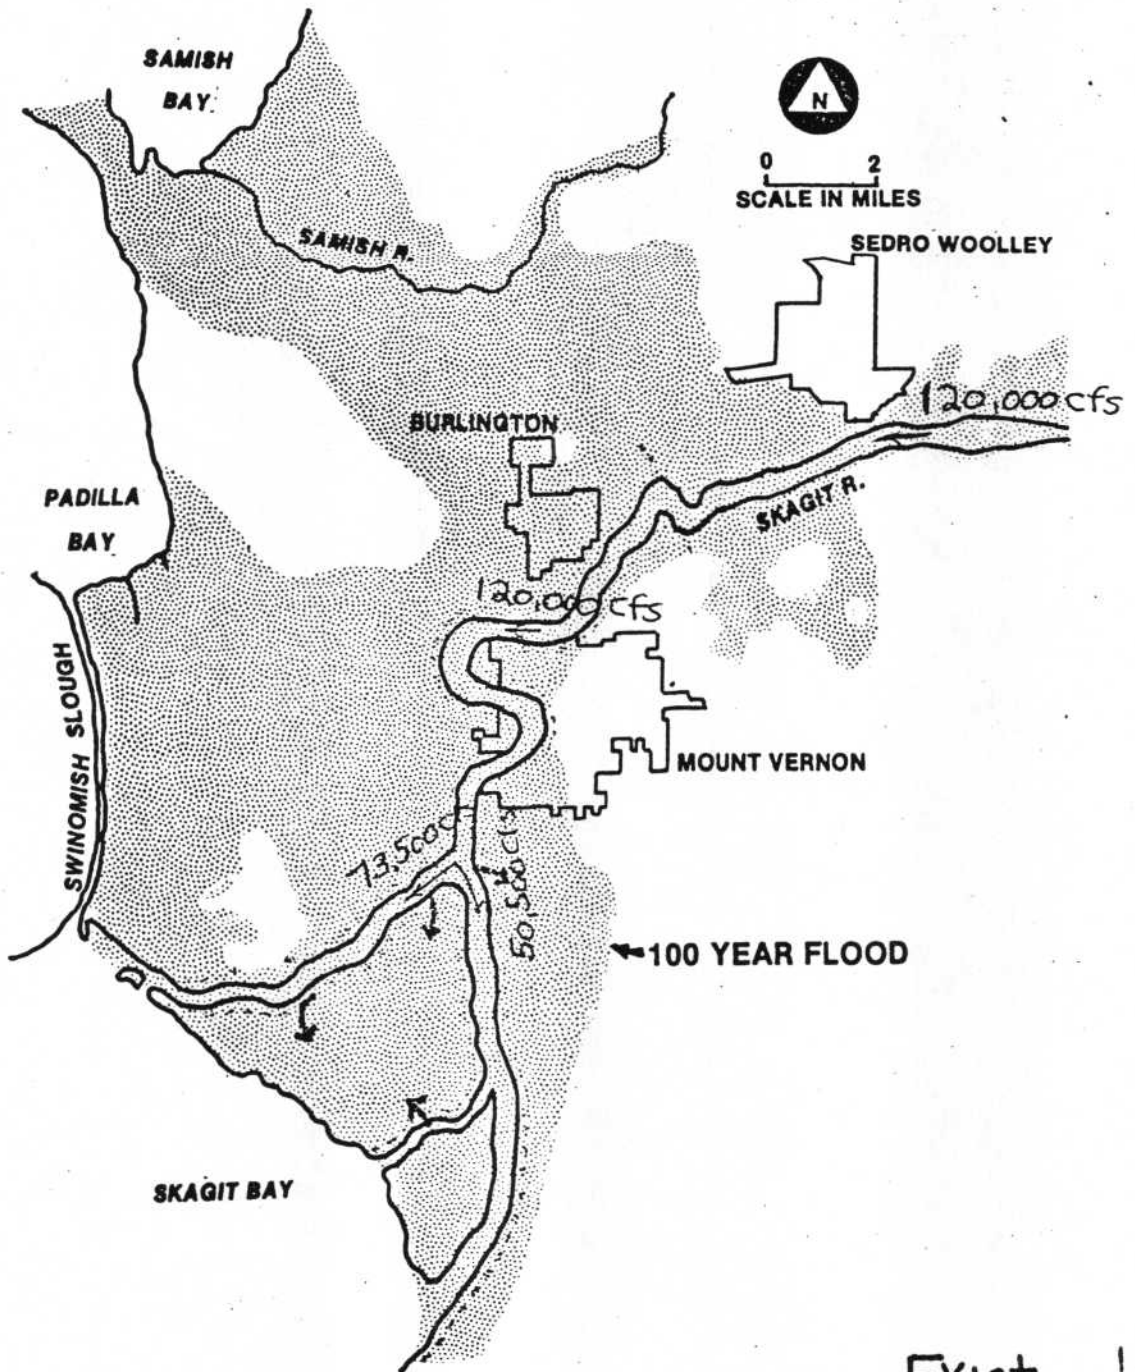 SAMISH
BAY
N
0 2
SCALE IN MILES
SEDRO WOOLLEY
SAMISH R.
120,000 cfs
BURLINGTON
SKAGIT R.
PADILLA
BAY
120,000 cfs
SWINOMISH SLOUGH
MOUNT VERNON
73,500
50,500 cfs
100 YEAR FLOOD
SKAGIT BAY